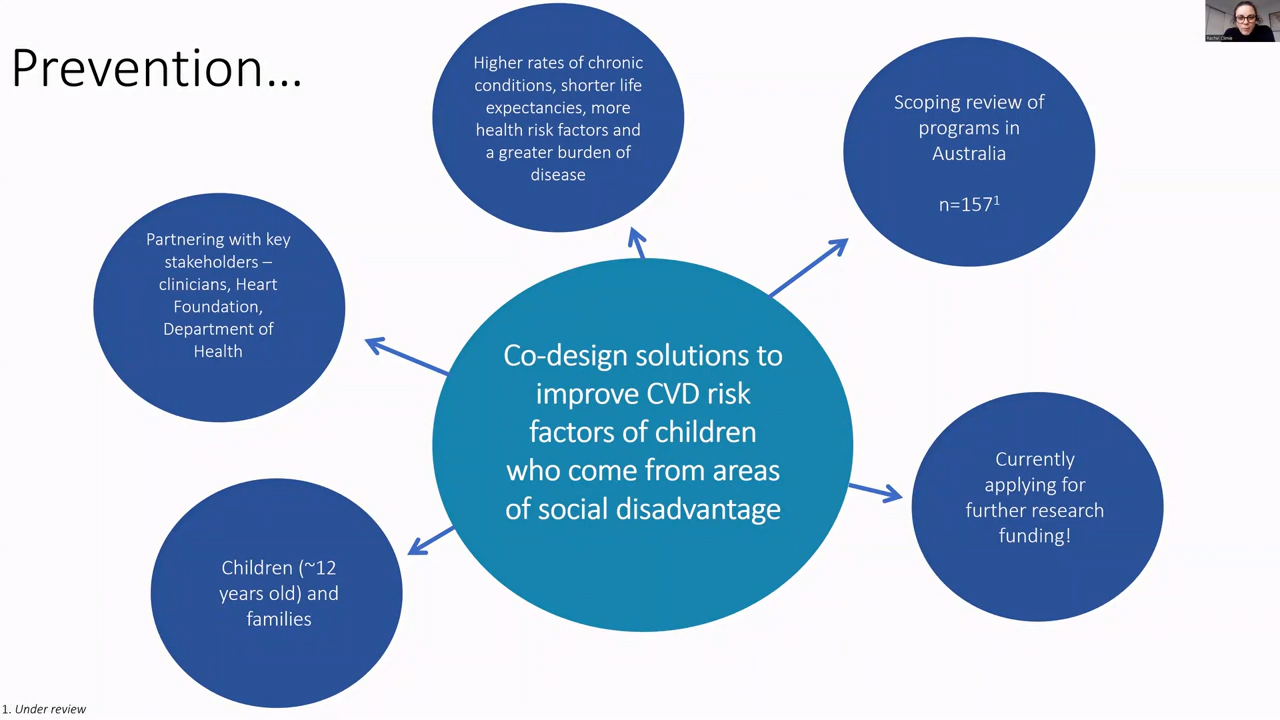 Prevention...
Higher rates of chronic
conditions, shorter life
expectancies, more
health risk factors and
a greater burden of
disease
Scoping review of
programs in
Australia
n=157¹
Partnering with key
stakeholders –
clinicians, Heart
Foundation,
Department of
Health
Co-design solutions to
improve CVD risk
factors of children
who come from areas
of social disadvantage
Currently
applying for
further research
funding!
Children (~12
years old) and
families
1. Under review
Rachel Climie